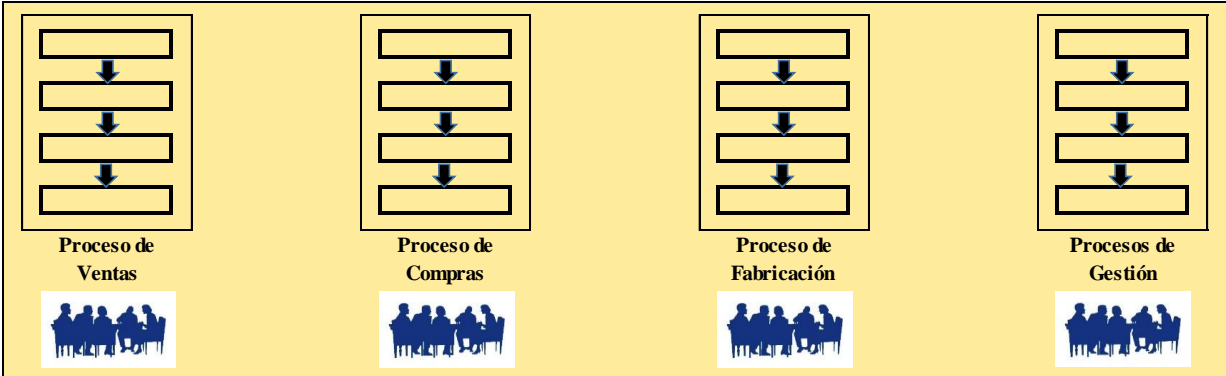 Proceso de
Ventas
Proceso de
Compras
Proceso de
Fabricación
Procesos de
Gestión